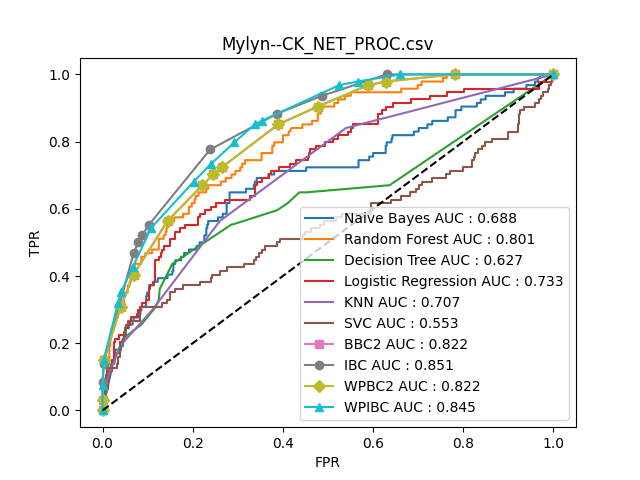 Mylyn--CK_NET_PROC.csv
TPR
1.0
0.8
0.6
0.4
0.2
0.0
Naive Bayes AUC : 0.688
Random Forest AUC : 0.801
Decision Tree AUC : 0.627
Logistic Regression AUC : 0.733
KNN AUC : 0.707
SVC AUC : 0.553
BBC2 AUC : 0.822
IBC AUC : 0.851
WPBC2 AUC : 0.822
WPIBC AUC : 0.845
0.0 0.2 0.4 0.6 0.8 1.0
FPR